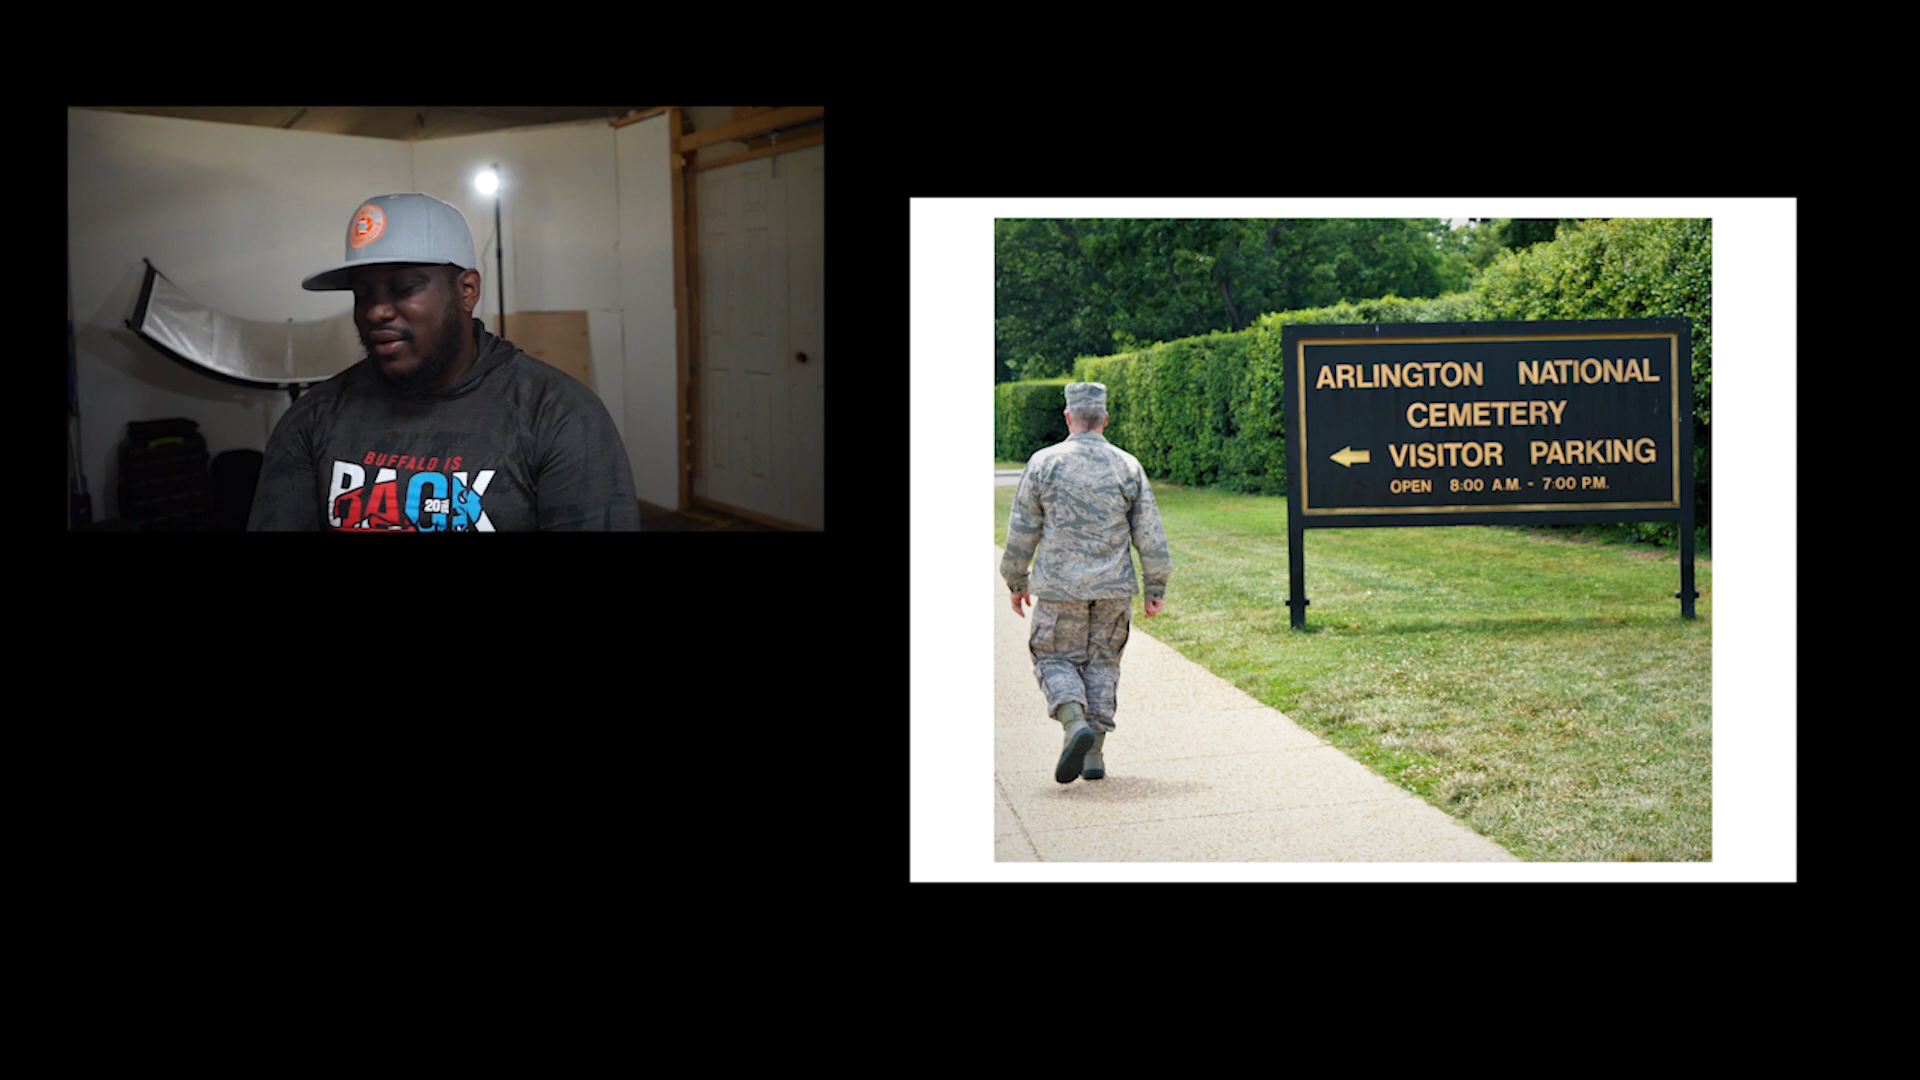 BUFFALO IS
BACK
ARLINGTON NATIONAL
CEMETERY
← VISITOR PARKING
OPEN 8:00 A.M. - 7:00 P.M.